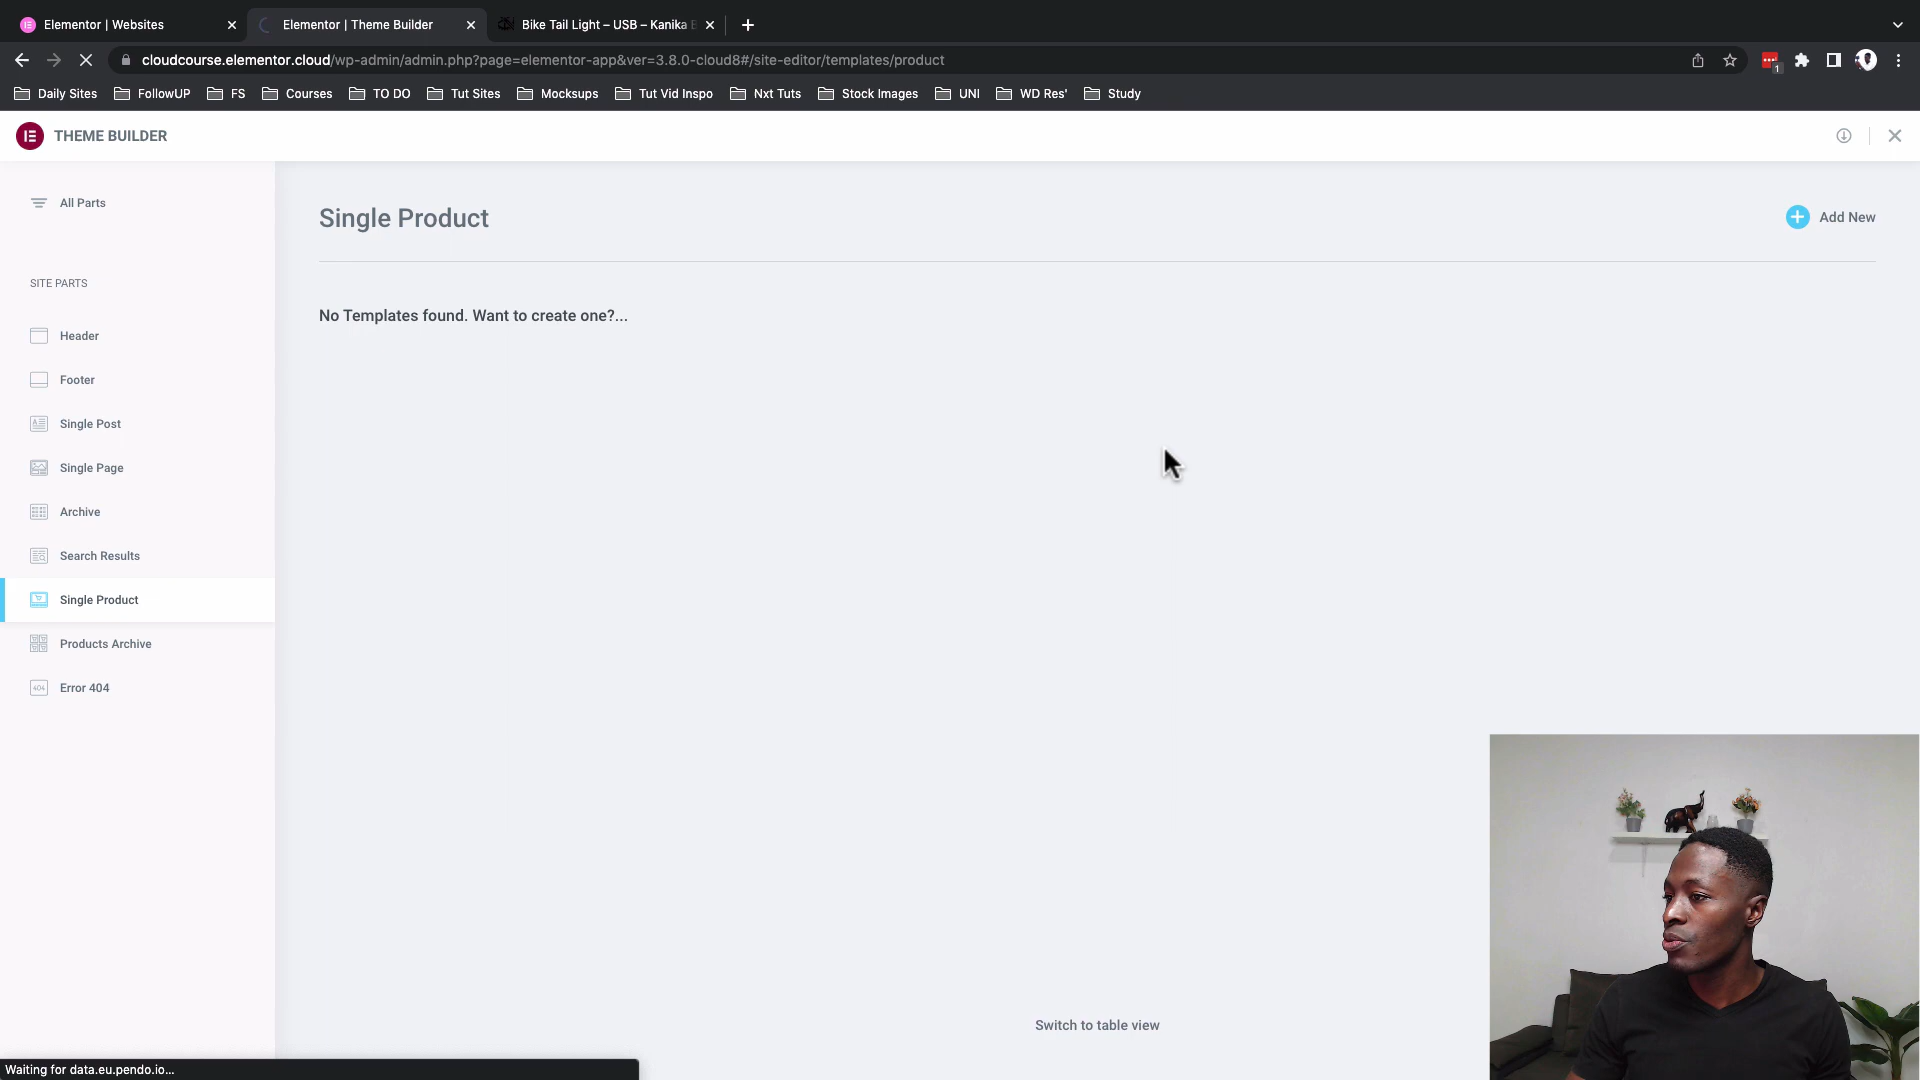 Elementor | Websites
Elementor | Theme Builder
Bike Tail Light – USB – Kanika
cloudcourse.elementor.cloud/wp-admin/admin.php?page=elementor-app&ver=3.8.0-cloud8#/site-editor/templates/product
1
Daily Sites
FollowUP
FS
Courses
TO DO
Tut Sites
Mocksups
Tut Vid Inspo
Nxt Tuts
Stock Images
UNI
WD Res'
Study
THEME BUILDER
All Parts
SITE PARTS
Header
Footer
Single Post
Single Page
Archive
Search Results
Single Product
Products Archive
404
Error 404
Single Product
Add New
No Templates found. Want to create one?...
Switch to table view
Waiting for data.eu.pendo.io...